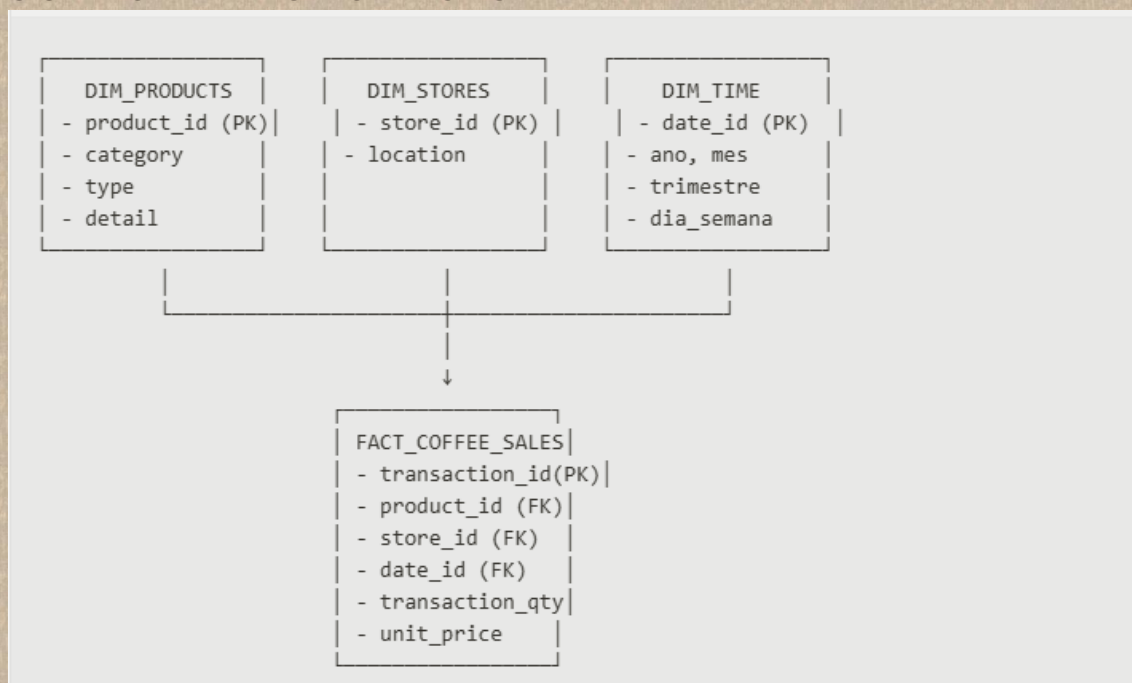 DIM_PRODUCTS
- product_id (PK)
- category
- type
- detail
DIM_STORES
- store_id (PK)
- location
DIM_TIME
- date_id (PK)
- ano, mes
- trimestre
- dia_semana
FACT_COFFEE_SALES
- transaction_id(PK)
- product_id (FK)
- store_id (FK)
- date_id (FK)
- transaction_qty
- unit_price